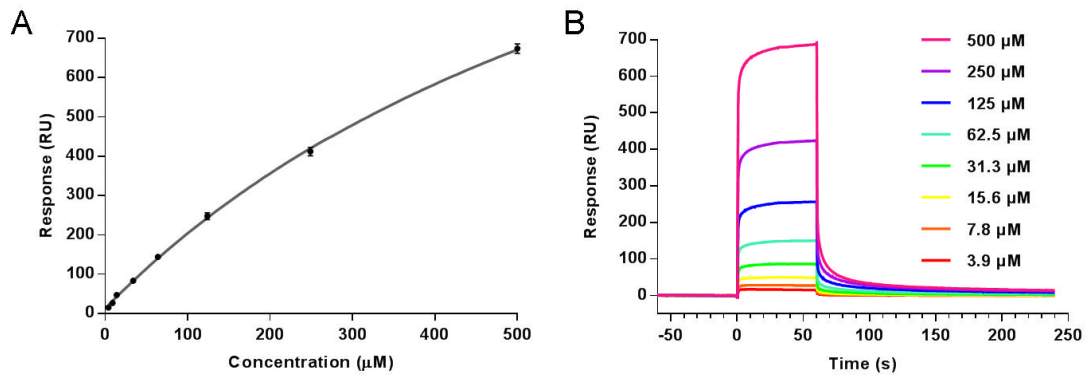 A
Response (RU)
700
600
500
400
300
200
100
0
0 100 200 300 400 500
Concentration (μM)
B
Response (RU)
700
600
500
400
300
200
100
0
-50 0 50 100 150 200 250
Time (s)
500 μM
250 μM
125 μM
62.5 μM
31.3 μM
15.6 μM
7.8 μM
3.9 μM